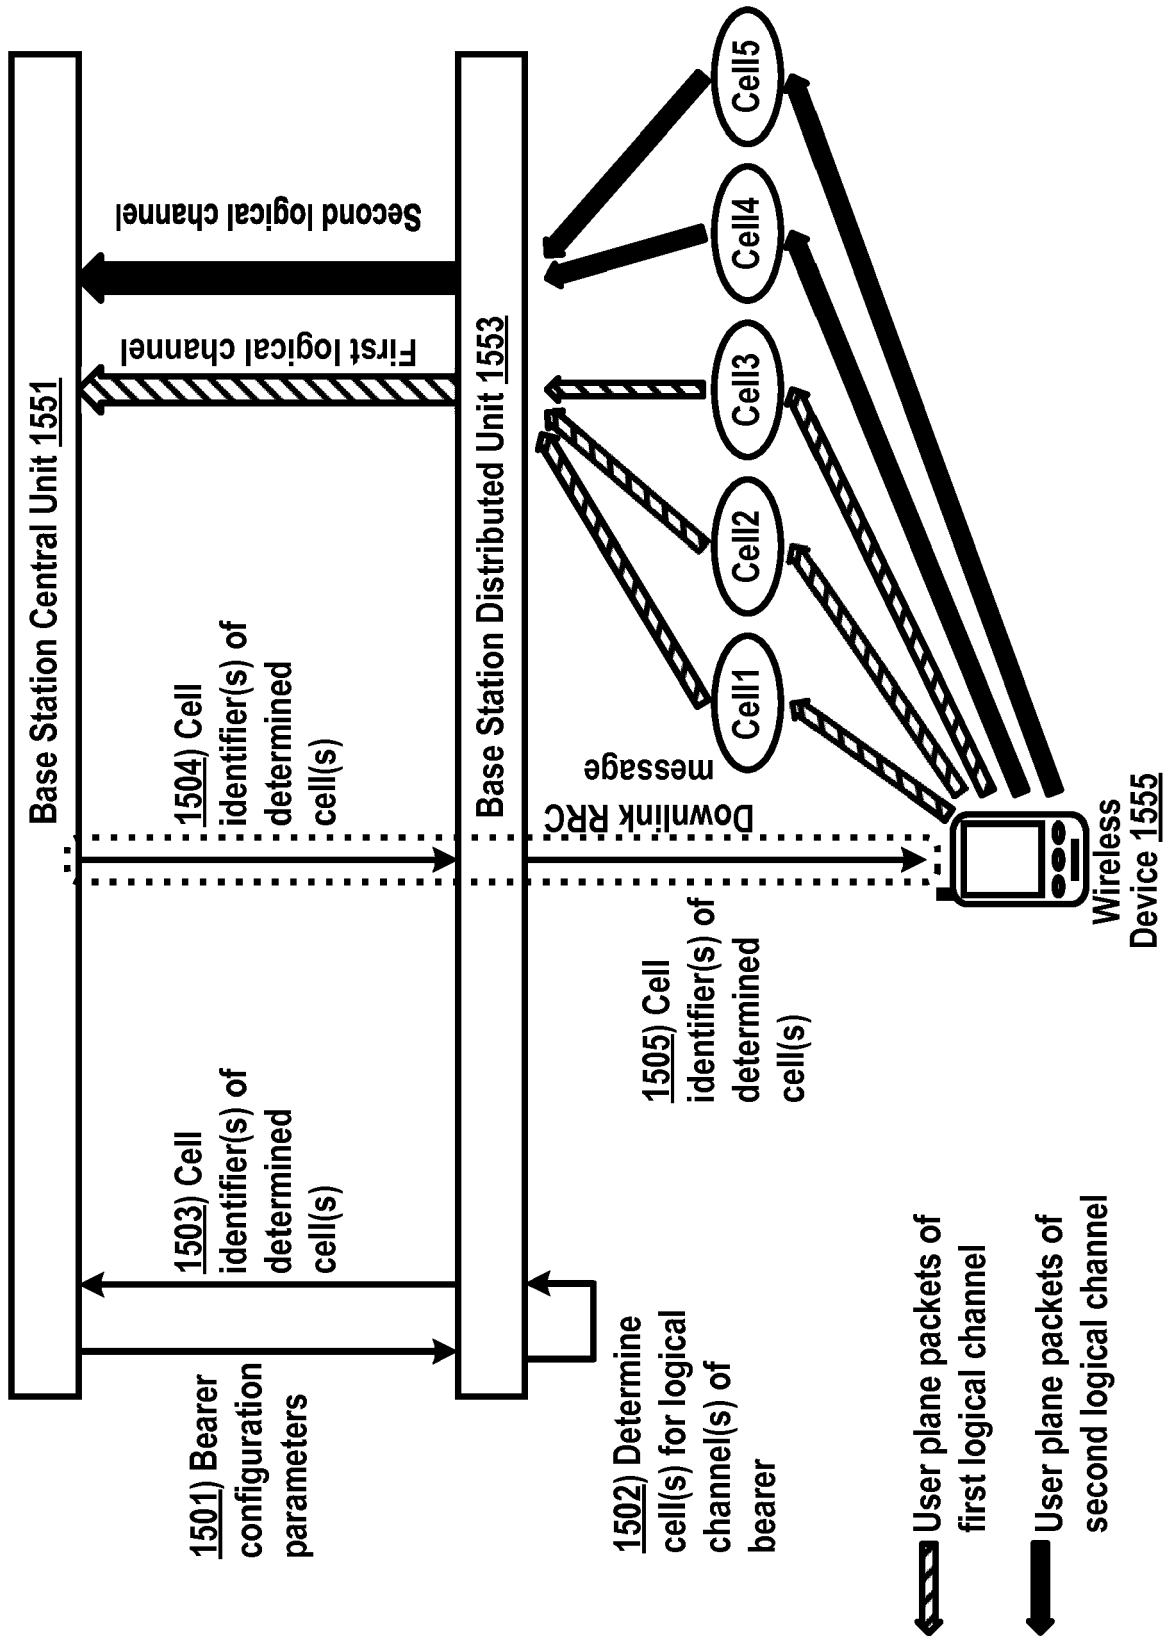 Base Station Central Unit 1551
1501) Bearer
configuration
parameters
1503) Cell
identifier(s) of
determined
cell(s)
1504) Cell
identifier(s) of
determined
cell(s)
First logical channel
Second logical channel
Base Station Distributed Unit 1553
1502) Determine
cell(s) for logical
channel(s) of
bearer
1505) Cell
identifier(s) of
determined
cell(s)
Downlink RRC
message
Cell1
Cell2
Cell3
Cell4
Cell5
Wireless
Device 1555
User plane packets of
first logical channel
User plane packets of
second logical channel